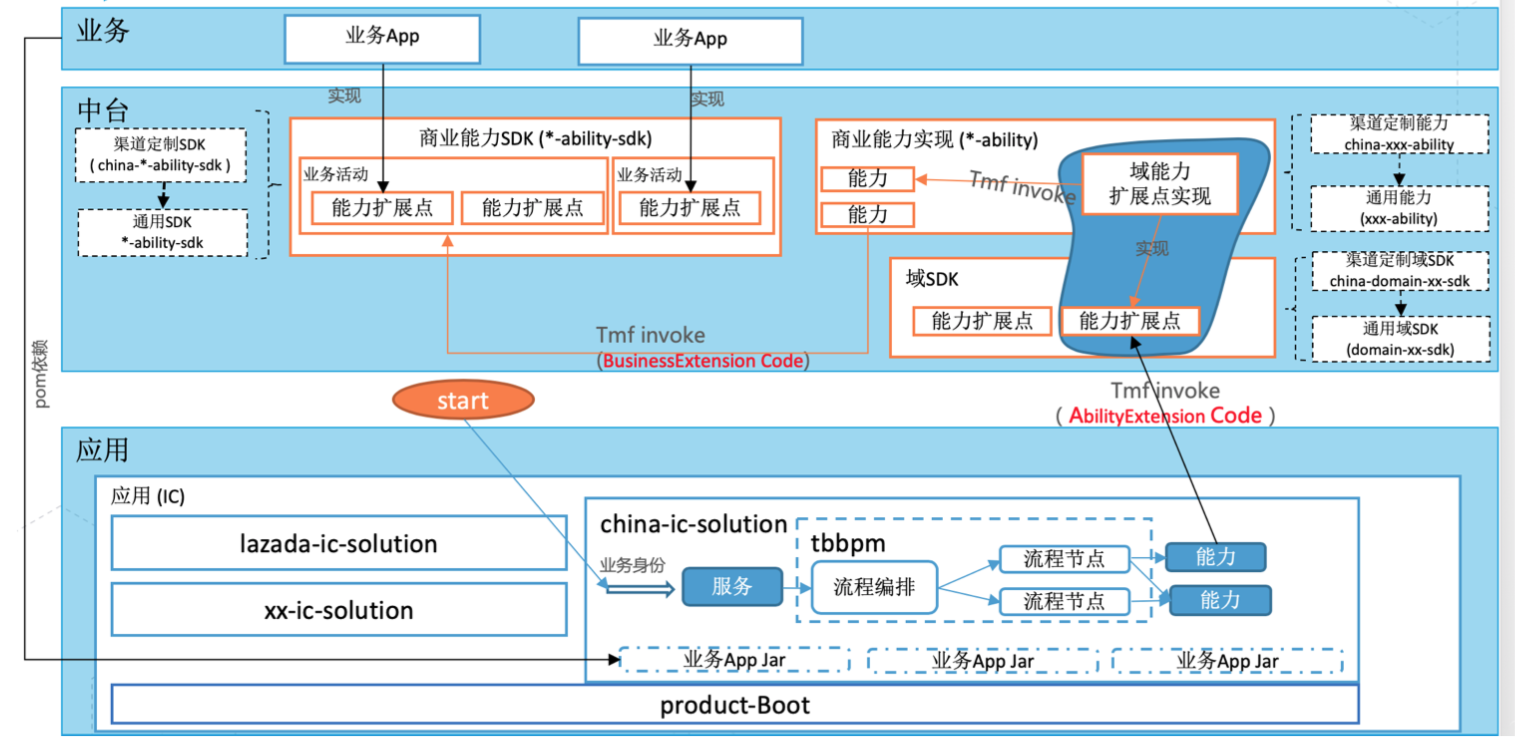 业务
业务App
业务App
实现
实现
中台
渠道定制SDK
( china-*-ability-sdk )
通用SDK
*-ability-sdk
商业能力SDK (*-ability-sdk)
业务活动
能力扩展点
能力扩展点
业务活动
能力扩展点
商业能力实现 (*-ability)
能力
能力
Tmf invoke
域能力
扩展点实现
实现
渠道定制能力
china-xxx-ability
通用能力
(xxx-ability)
域SDK
能力扩展点
能力扩展点
渠道定制域SDK
china-domain-xx-sdk
通用域SDK
(domain-xx-sdk)
Tmf invoke
(BusinessExtension Code)
pom依赖
start
Tmf invoke
( AbilityExtension Code )
应用
应用 (IC)
lazada-ic-solution
xx-ic-solution
china-ic-solution
业务身份
服务
tbbpm
流程编排
流程节点
流程节点
能力
能力
业务App Jar
业务App Jar
业务App Jar
product-Boot